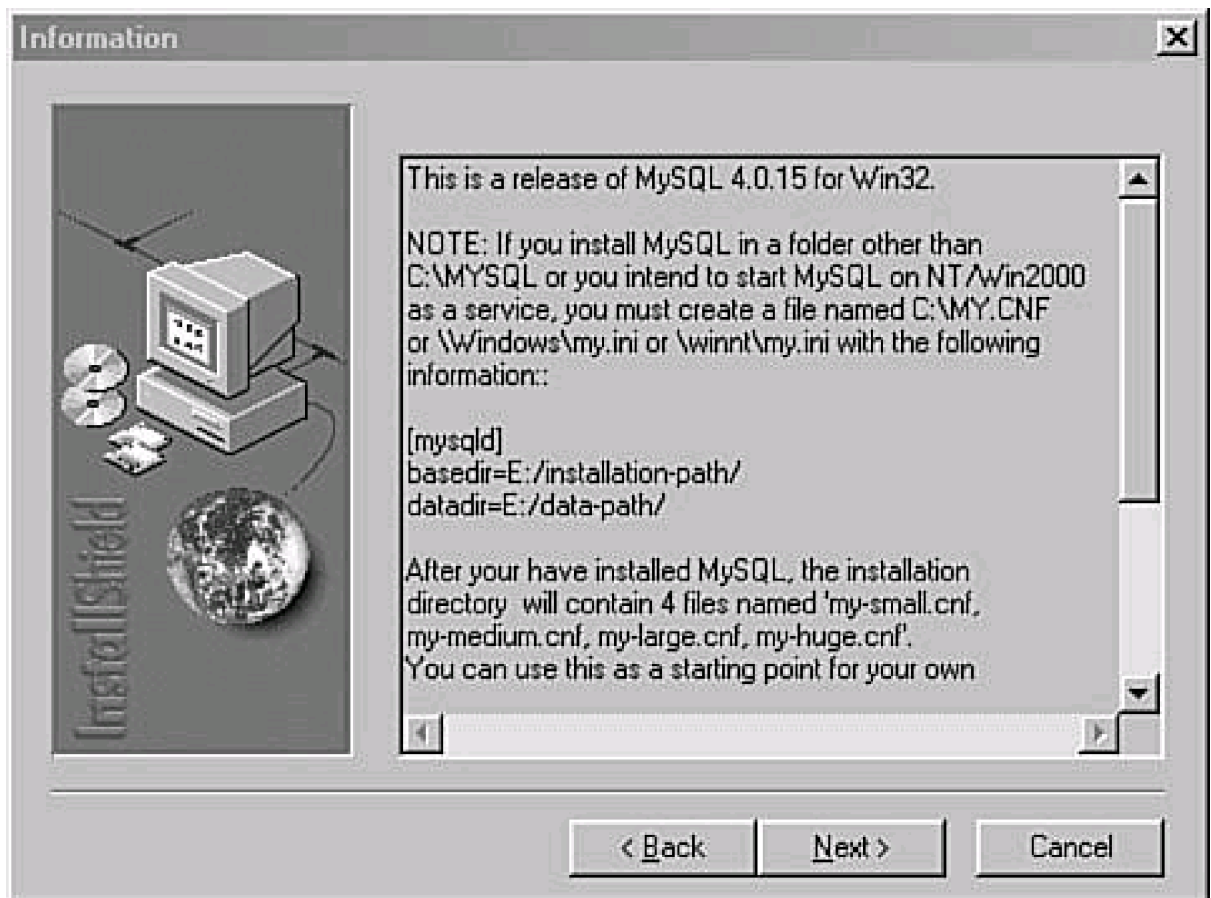 Information
This is a release of MySQL 4.0.15 for Win32.
NOTE: If you install MySQL in a folder other than
C:\MYSQL or you intend to start MySQL on NT/Win2000
as a service, you must create a file named C:\MY.CNF
or \Windows\my.ini or \winnt\my.ini with the following
information::
[mysqld]
basedir=E:/installation-path/
datadir=E:/data-path/
After your have installed MySQL, the installation
directory  will contain 4 files named 'my-small.cnf,
my-medium.cnf, my-large.cnf, my-huge.cnf'.
You can use this as a starting point for your own
InstallShield
< Back
Next >
Cancel